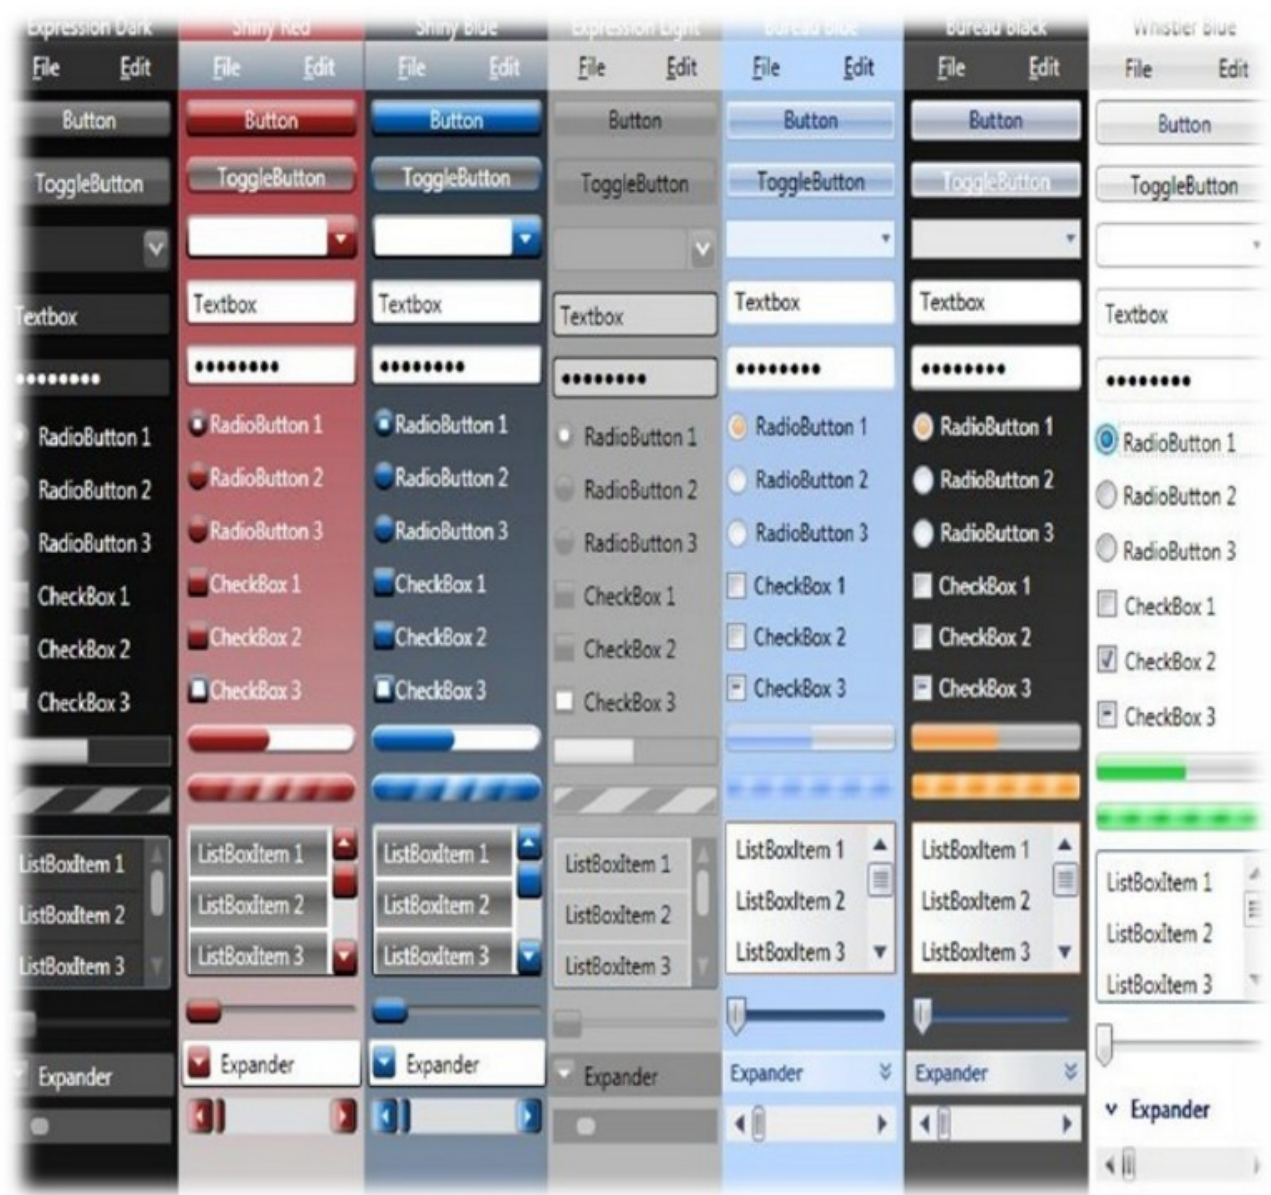 Expression Dark
File Edit
Button
ToggleButton
Textbox
RadioButton 1
RadioButton 2
RadioButton 3
CheckBox 1
CheckBox 2
CheckBox 3
ListBoxItem 1
ListBoxItem 2
ListBoxItem 3
Expander
Shiny Red
File Edit
Button
ToggleButton
Textbox
RadioButton 1
RadioButton 2
RadioButton 3
CheckBox 1
CheckBox 2
CheckBox 3
ListBoxItem 1
ListBoxItem 2
ListBoxItem 3
Expander
Shiny Blue
File Edit
Button
ToggleButton
Textbox
RadioButton 1
RadioButton 2
RadioButton 3
CheckBox 1
CheckBox 2
CheckBox 3
ListBoxItem 1
ListBoxItem 2
ListBoxItem 3
Expander
Expression Light
File Edit
Button
ToggleButton
Textbox
RadioButton 1
RadioButton 2
RadioButton 3
CheckBox 1
CheckBox 2
CheckBox 3
ListBoxItem 1
ListBoxItem 2
ListBoxItem 3
Expander
Bureau Blue
File Edit
Button
ToggleButton
Textbox
RadioButton 1
RadioButton 2
RadioButton 3
CheckBox 1
CheckBox 2
CheckBox 3
ListBoxItem 1
ListBoxItem 2
ListBoxItem 3
Expander
Bureau Black
File Edit
Button
ToggleButton
Textbox
RadioButton 1
RadioButton 2
RadioButton 3
CheckBox 1
CheckBox 2
CheckBox 3
ListBoxItem 1
ListBoxItem 2
ListBoxItem 3
Expander
Whistler Blue
File Edit
Button
ToggleButton
Textbox
RadioButton 1
RadioButton 2
RadioButton 3
CheckBox 1
CheckBox 2
CheckBox 3
ListBoxItem 1
ListBoxItem 2
ListBoxItem 3
Expander